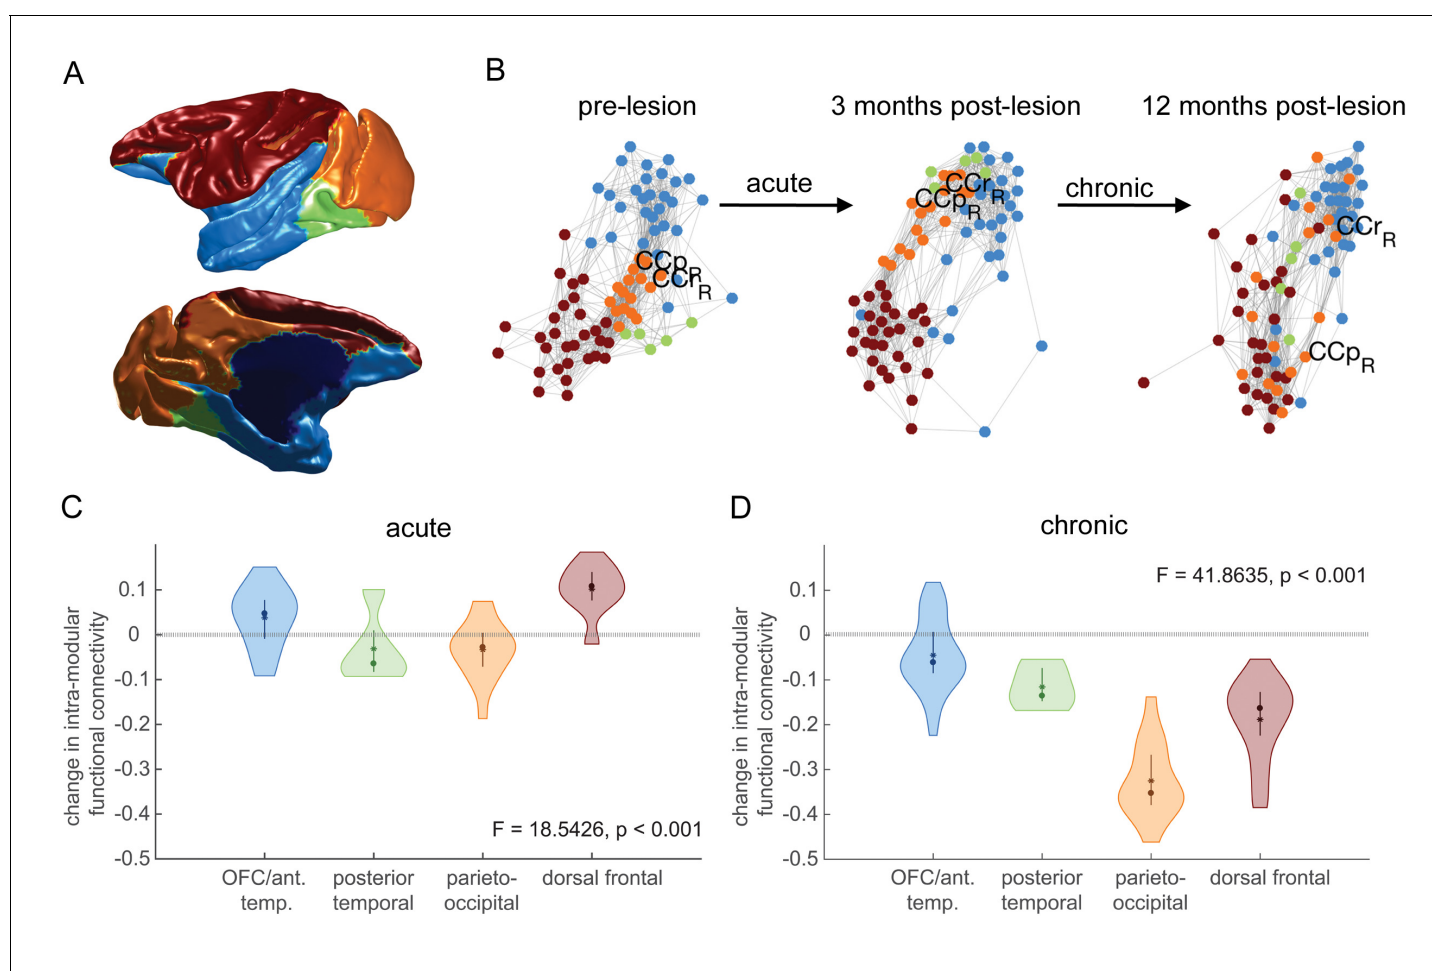 A
B
pre-lesion
3 months post-lesion
12 months post-lesion
acute
chronic
CCpR
CCrR
CCrR
CCpR
CCrR
CCpR
C
acute
0.1
0
-0.1
-0.2
-0.3
-0.4
-0.5
change in intra-modular
functional connectivity
F = 18.5426, p < 0.001
OFC/ant.
temp.
posterior
temporal
parieto-
occipital
dorsal frontal
D
chronic
F = 41.8635, p < 0.001
0.1
0
-0.1
-0.2
-0.3
-0.4
-0.5
change in intra-modular
functional connectivity
OFC/ant.
temp.
posterior
temporal
parieto-
occipital
dorsal frontal